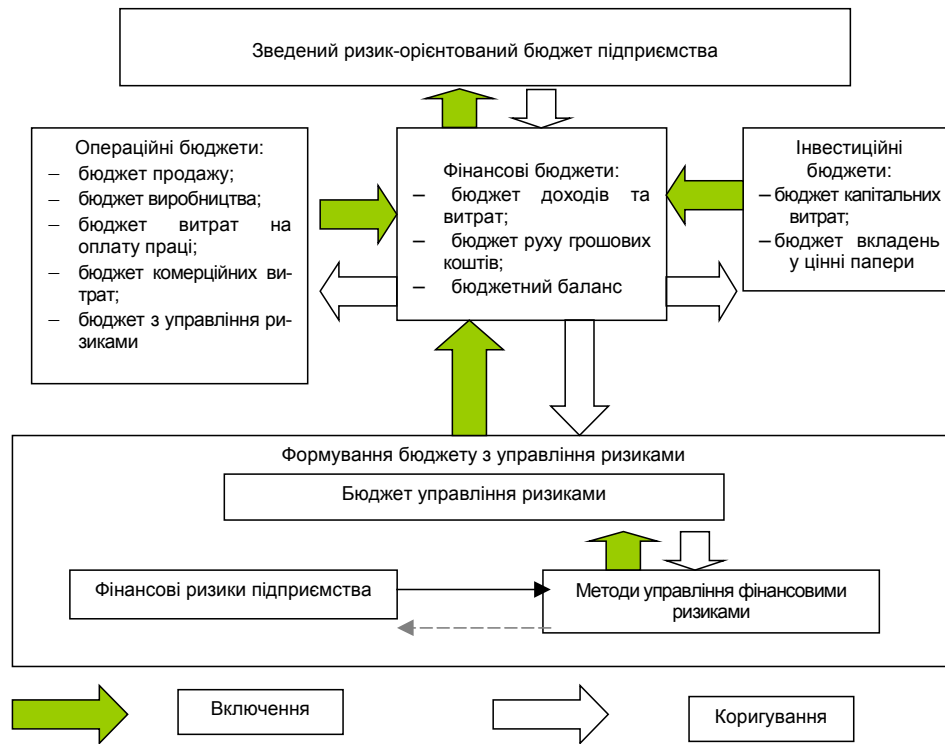 Зведений ризик-орієнтований бюджет підприємства
Операційні бюджети:
– бюджет продажу;
– бюджет виробництва;
– бюджет витрат на
оплату праці;
– бюджет комерційних ви-
трат;
– бюджет з управління ри-
зиками
Фінансові бюджети:
– бюджет доходів та
витрат;
– бюджет руху грошових
коштів;
– бюджетний баланс
Інвестиційні
бюджети:
– бюджет капітальних
витрат;
– бюджет вкладень
у цінні папери
Формування бюджету з управління ризиками
Бюджет управління ризиками
Фінансові ризики підприємства
Методи управління фінансовими
ризиками
Включення
Коригування